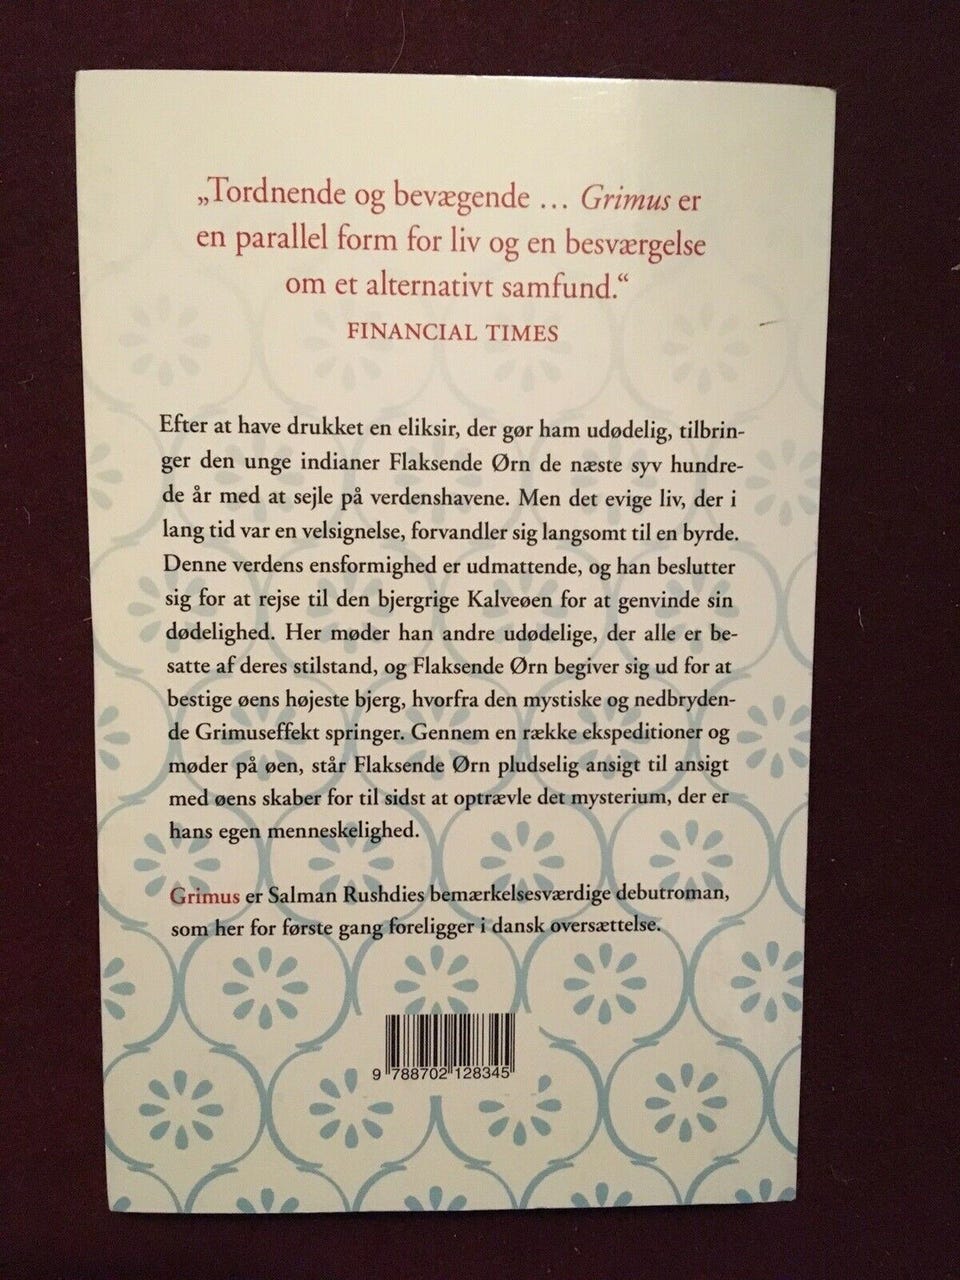 „Tordnende og bevægende … Grimus er
en parallel form for liv og en besværgelse
om et alternativt samfund.“
FINANCIAL TIMES
Efter at have drukket en eliksir, der gør ham udødelig, tilbrin-
ger den unge indianer Flaksende Ørn de næste syv hundre-
de år med at sejle på verdenshavene. Men det evige liv, der i
lang tid var en velsignelse, forvandler sig langsomt til en byrde.
Denne verdens ensformighed er udmattende, og han beslutter
sig for at rejse til den bjergrige Kalveøen for at genvinde sin
dødelighed. Her møder han andre udødelige, der alle er be-
satte af deres stilstand, og Flaksende Ørn begiver sig ud for at
bestige øens højeste bjerg, hvorfra den mystiske og nedbryden-
de Grimuseffekt springer. Gennem en række ekspeditioner og
møder på øen, står Flaksende Ørn pludselig ansigt til ansigt
med øens skaber for til sidst at optrævle det mysterium, der er
hans egen menneskelighed.
Grimus er Salman Rushdies bemærkelsesværdige debutroman,
som her for første gang foreligger i dansk oversættelse.
9 788702 128345